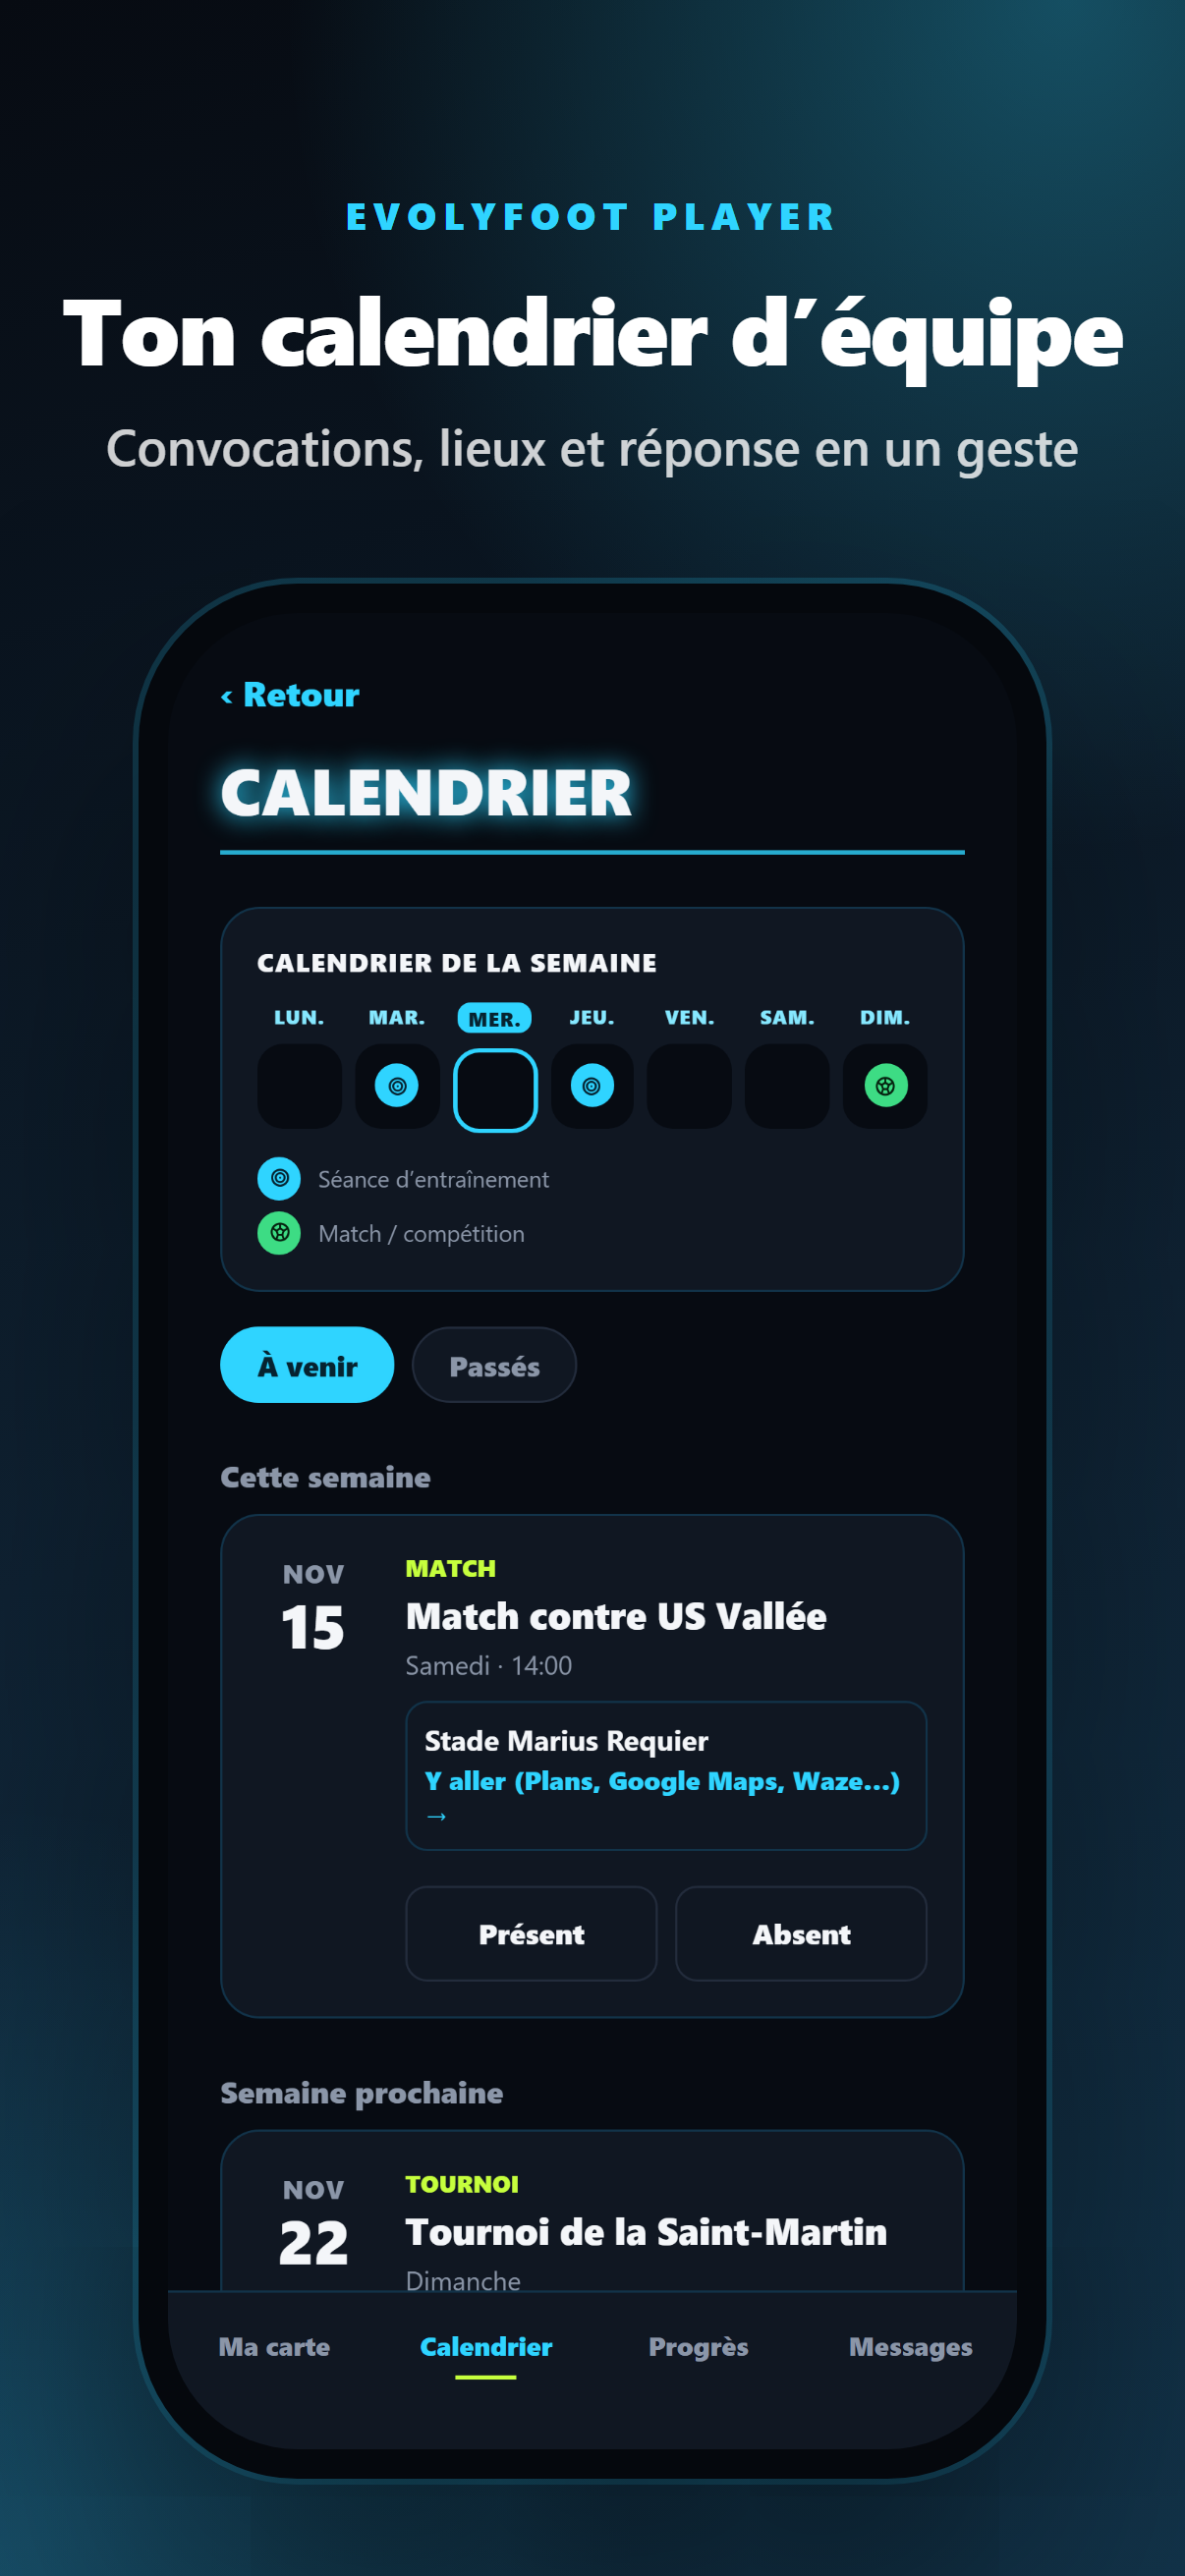 EVOLYFOOT PLAYER
Ton calendrier d'équipe
Convocations, lieux et réponse en un geste
‹ Retour
CALENDRIER
CALENDRIER DE LA SEMAINE
LUN. MAR. MER. JEU. VEN. SAM. DIM.
Séance d'entraînement
Match / compétition
À venir Passés
Cette semaine
NOV
15
MATCH
Match contre US Vallée
Samedi · 14:00
Stade Marius Requier
Y aller (Plans, Google Maps, Waze...)
→
Présent Absent
Semaine prochaine
NOV
22
TOURNOI
Tournoi de la Saint-Martin
Dimanche
Ma carte Calendrier Progrès Messages